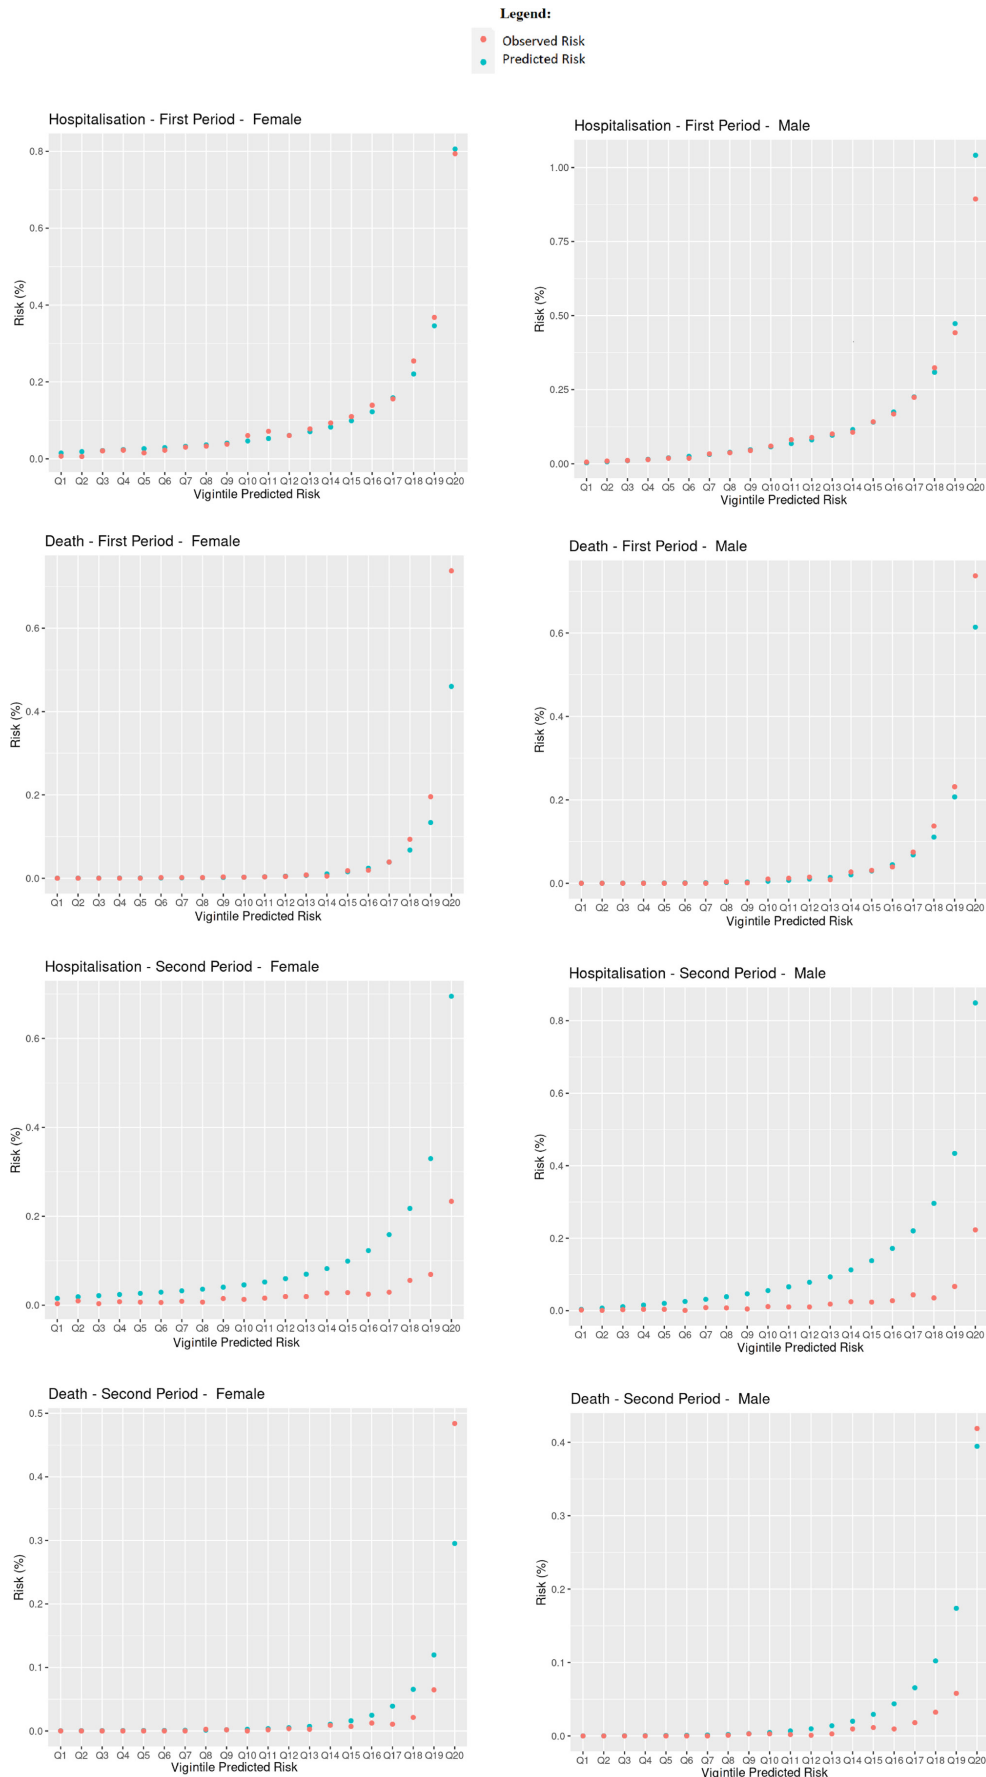 Legend:
Observed Risk
Predicted Risk
Hospitalisation - First Period - Female
Risk (%)
0.8
0.6
0.4
0.2
0.0
Q1 Q2 Q3 Q4 Q5 Q6 Q7 Q8 Q9 Q10 Q11 Q12 Q13 Q14 Q15 Q16 Q17 Q18 Q19 Q20
Vigintile Predicted Risk
Hospitalisation - First Period - Male
Risk (%)
1.00
0.75
0.50
0.25
0.00
Q1 Q2 Q3 Q4 Q5 Q6 Q7 Q8 Q9 Q10 Q11 Q12 Q13 Q14 Q15 Q16 Q17 Q18 Q19 Q20
Vigintile Predicted Risk
Death - First Period - Female
Risk (%)
0.6
0.4
0.2
0.0
Q1 Q2 Q3 Q4 Q5 Q6 Q7 Q8 Q9 Q10 Q11 Q12 Q13 Q14 Q15 Q16 Q17 Q18 Q19 Q20
Vigintile Predicted Risk
Death - First Period - Male
Risk (%)
0.6
0.4
0.2
0.0
Q1 Q2 Q3 Q4 Q5 Q6 Q7 Q8 Q9 Q10 Q11 Q12 Q13 Q14 Q15 Q16 Q17 Q18 Q19 Q20
Vigintile Predicted Risk
Hospitalisation - Second Period - Female
Risk (%)
0.6
0.4
0.2
0.0
Q1 Q2 Q3 Q4 Q5 Q6 Q7 Q8 Q9 Q10 Q11 Q12 Q13 Q14 Q15 Q16 Q17 Q18 Q19 Q20
Vigintile Predicted Risk
Hospitalisation - Second Period - Male
Risk (%)
0.8
0.6
0.4
0.2
0.0
Q1 Q2 Q3 Q4 Q5 Q6 Q7 Q8 Q9 Q10 Q11 Q12 Q13 Q14 Q15 Q16 Q17 Q18 Q19 Q20
Vigintile Predicted Risk
Death - Second Period - Female
Risk (%)
0.5
0.4
0.3
0.2
0.1
0.0
Q1 Q2 Q3 Q4 Q5 Q6 Q7 Q8 Q9 Q10 Q11 Q12 Q13 Q14 Q15 Q16 Q17 Q18 Q19 Q20
Vigintile Predicted Risk
Death - Second Period - Male
Risk (%)
0.4
0.3
0.2
0.1
0.0
Q1 Q2 Q3 Q4 Q5 Q6 Q7 Q8 Q9 Q10 Q11 Q12 Q13 Q14 Q15 Q16 Q17 Q18 Q19 Q20
Vigintile Predicted Risk